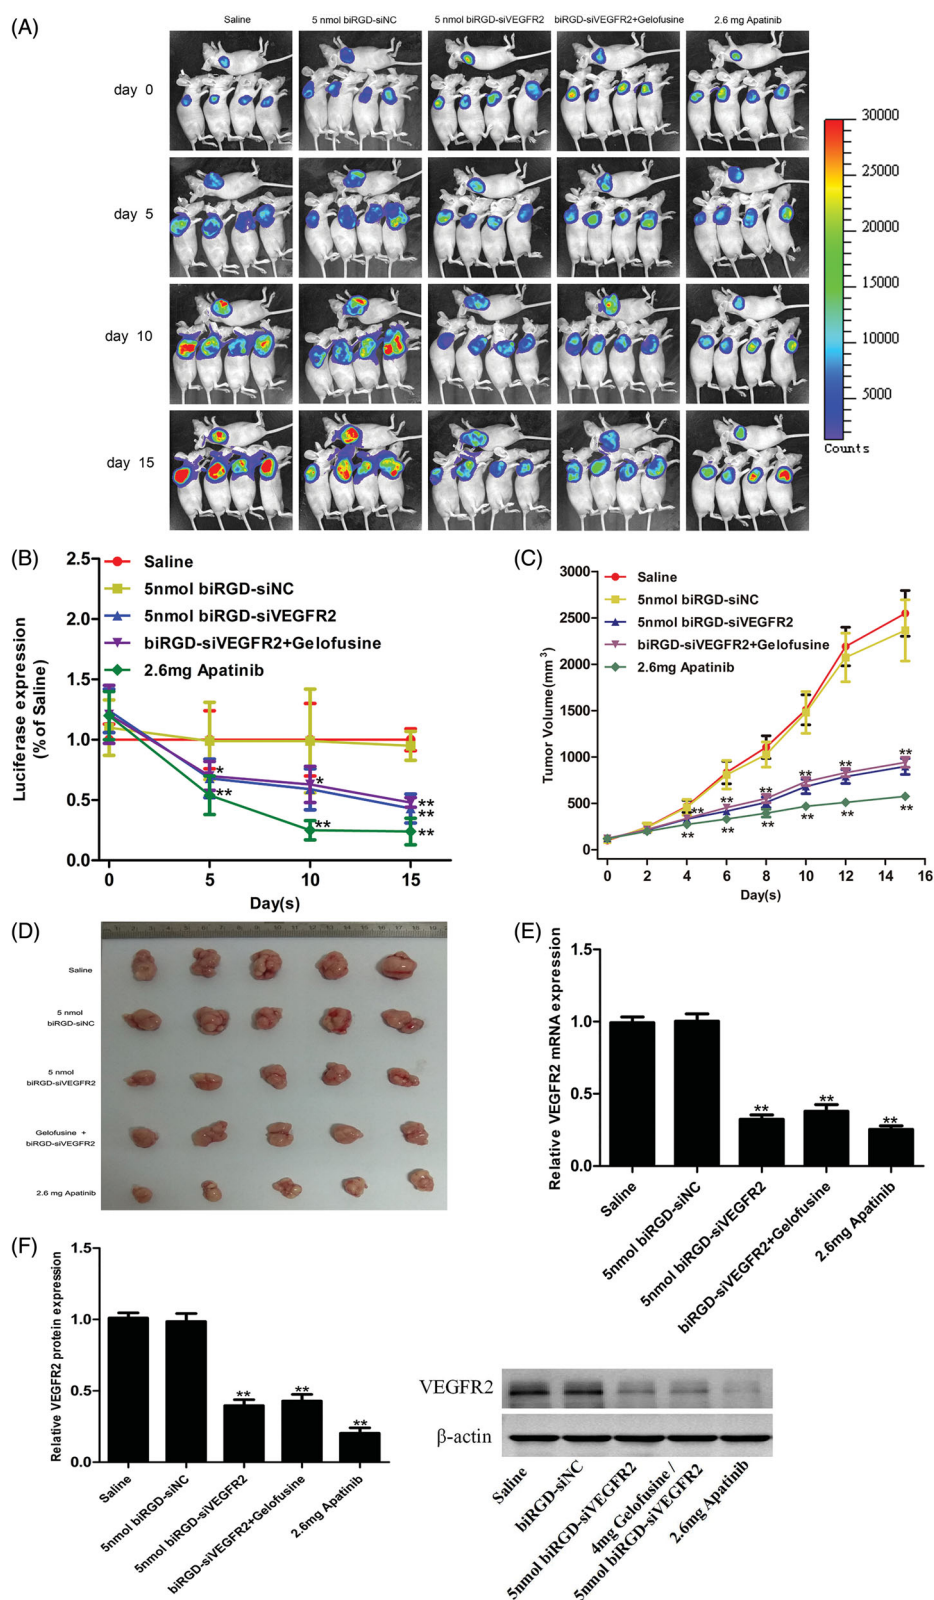 (A)
Saline
5 nmol biRGD-siNC
5 nmol biRGD-siVEGFR2
biRGD-siVEGFR2+Gelofusine
2.6 mg Apatinib
day 0
day 5
day 10
day 15
30000
25000
20000
15000
10000
5000
Counts
(B)
Luciferase expression
(% of Saline)
2.5
2.0
1.5
1.0
0.5
0.0
Saline
5nmol biRGD-siNC
5nmol biRGD-siVEGFR2
biRGD-siVEGFR2+Gelofusine
2.6mg Apatinib
*
**
*
**
**
**
**
0
5
10
15
Day(s)
(C)
Tumor Volume(mm³)
3000
2500
2000
1500
1000
500
0
Saline
5nmol biRGD-siNC
5nmol biRGD-siVEGFR2
biRGD-siVEGFR2+Gelofusine
2.6mg Apatinib
**
**
**
**
**
**
**
**
**
**
**
**
0
2
4
6
8
10
12
14
16
Day(s)
(D)
Saline
5 nmol
biRGD-siNC
5 nmol
biRGD-siVEGFR2
Gelofusine +
biRGD-siVEGFR2
2.6 mg Apatinib
(E)
Relative VEGFR2 mRNA expression
1.5
1.0
0.5
0.0
**
**
**
Saline
5nmol biRGD-siNC
5nmol biRGD-siVEGFR2
biRGD-siVEGFR2+Gelofusine
2.6mg Apatinib
(F)
Relative VEGFR2 protein expression
1.5
1.0
0.5
0.0
**
**
**
Saline
5nmol biRGD-siNC
5nmol biRGD-siVEGFR2
biRGD-siVEGFR2+Gelofusine
2.6mg Apatinib
VEGFR2
β-actin
Saline
biRGD-siNC
5nmol biRGD-siVEGFR2
4mg Gelofusine /
5nmol biRGD-siVEGFR2
2.6mg Apatinib